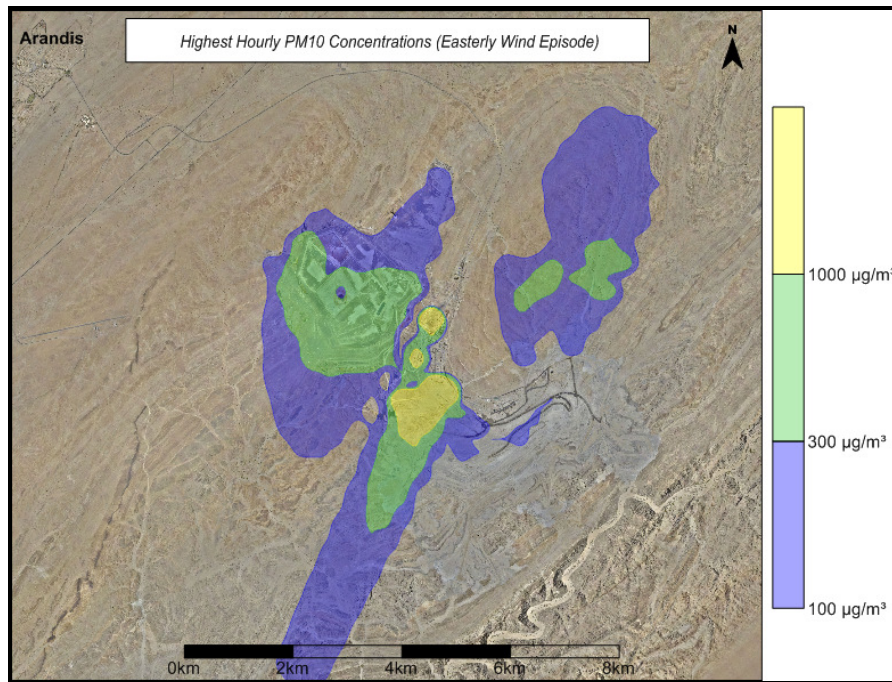 Arandis
Highest Hourly PM10 Concentrations (Easterly Wind Episode)
N
1000 µg/m³
300 µg/m³
100 µg/m³
0km 2km 4km 6km 8km